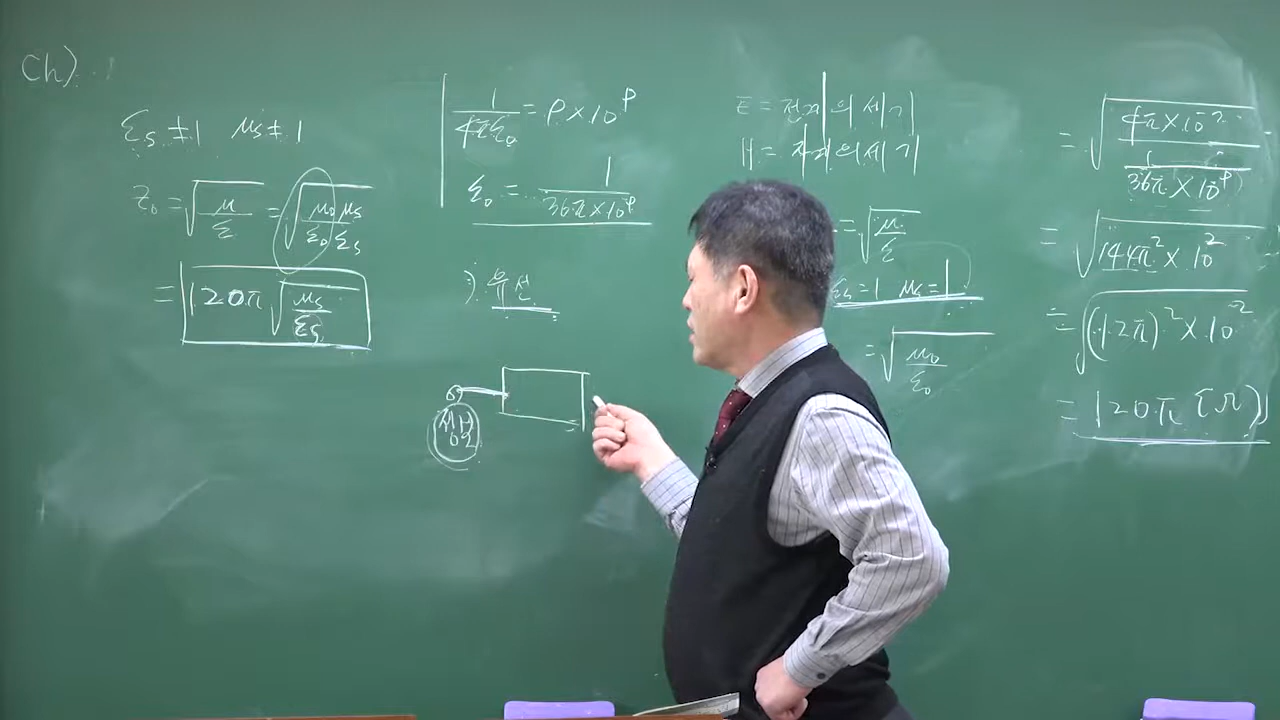 Ch)
εs ≠ 1 μs ≠ 1
Z₀ = √(μ/ε) = √(μ₀μs/ε₀εs)
= 120π √(μs/εs)
1/(4πε₀) = 9×10⁹
ε₀ = 1/(36π×10⁹)
:) 유선
E = 전계의 세기
H = 자계의 세기
= √(μ/ε)
εs = 1 μs = 1
= √(μ₀/ε₀)
= √(4π×10⁻⁷ / (1/(36π×10⁹)))
= √(144π²×10²)
= √((12π)²×10²)
= 120π [Ω]